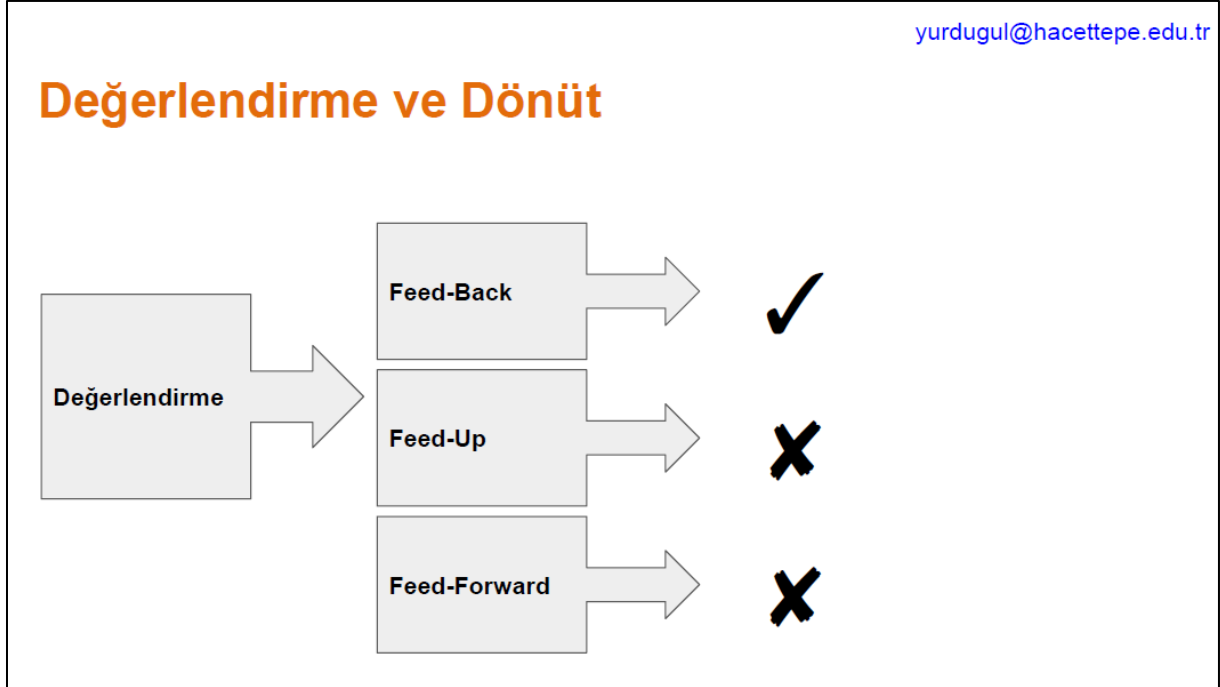 yurdugul@hacettepe.edu.tr
Değerlendirme ve Dönüt
Değerlendirme
Feed-Back
✓
Feed-Up
✘
Feed-Forward
✘